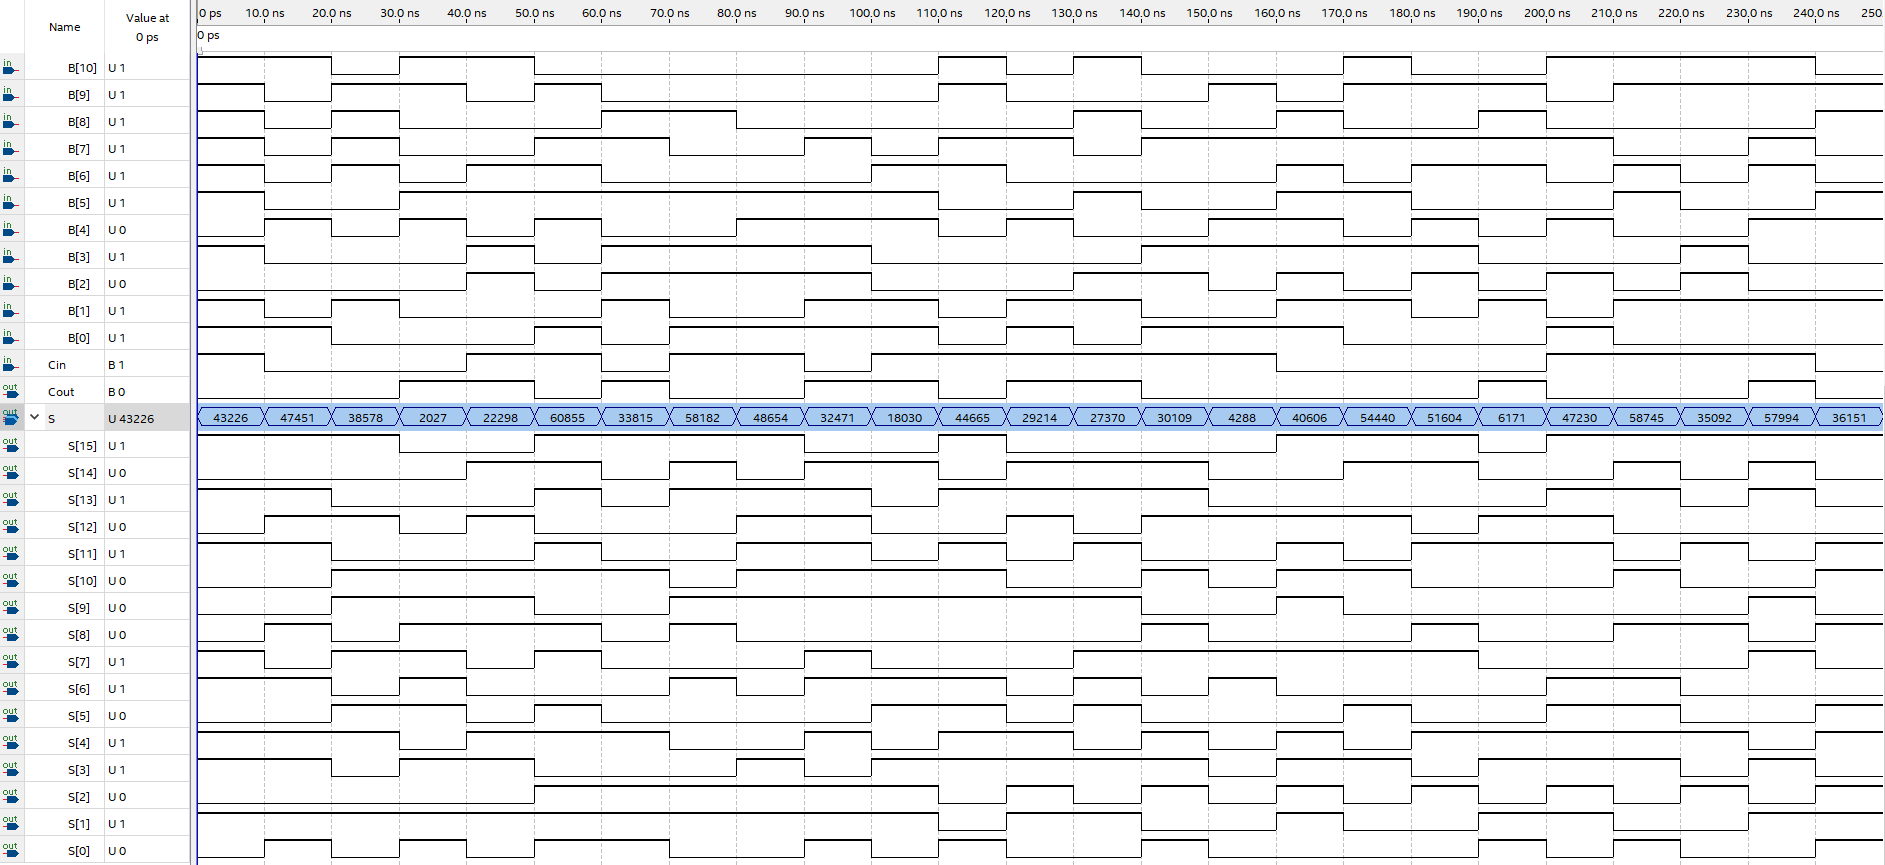 Name
Value at
0 ps
0 ps 10.0 ns 20.0 ns 30.0 ns 40.0 ns 50.0 ns 60.0 ns 70.0 ns 80.0 ns 90.0 ns 100.0 ns 110.0 ns 120.0 ns 130.0 ns 140.0 ns 150.0 ns 160.0 ns 170.0 ns 180.0 ns 190.0 ns 200.0 ns 210.0 ns 220.0 ns 230.0 ns 240.0 ns 250.
0 ps
in B[10] U 1
in B[9] U 1
in B[8] U 1
in B[7] U 1
in B[6] U 1
in B[5] U 1
in B[4] U 0
in B[3] U 1
in B[2] U 0
in B[1] U 1
in B[0] U 1
in Cin B 1
out Cout B 0
out S U 43226 43226 47451 38578 2027 22298 60855 33815 58182 48654 32471 18030 44665 29214 27370 30109 4288 40606 54440 51604 6171 47230 58745 35092 57994 36151
out S[15] U 1
out S[14] U 0
out S[13] U 1
out S[12] U 0
out S[11] U 1
out S[10] U 0
out S[9] U 0
out S[8] U 0
out S[7] U 1
out S[6] U 1
out S[5] U 0
out S[4] U 1
out S[3] U 1
out S[2] U 0
out S[1] U 1
out S[0] U 0